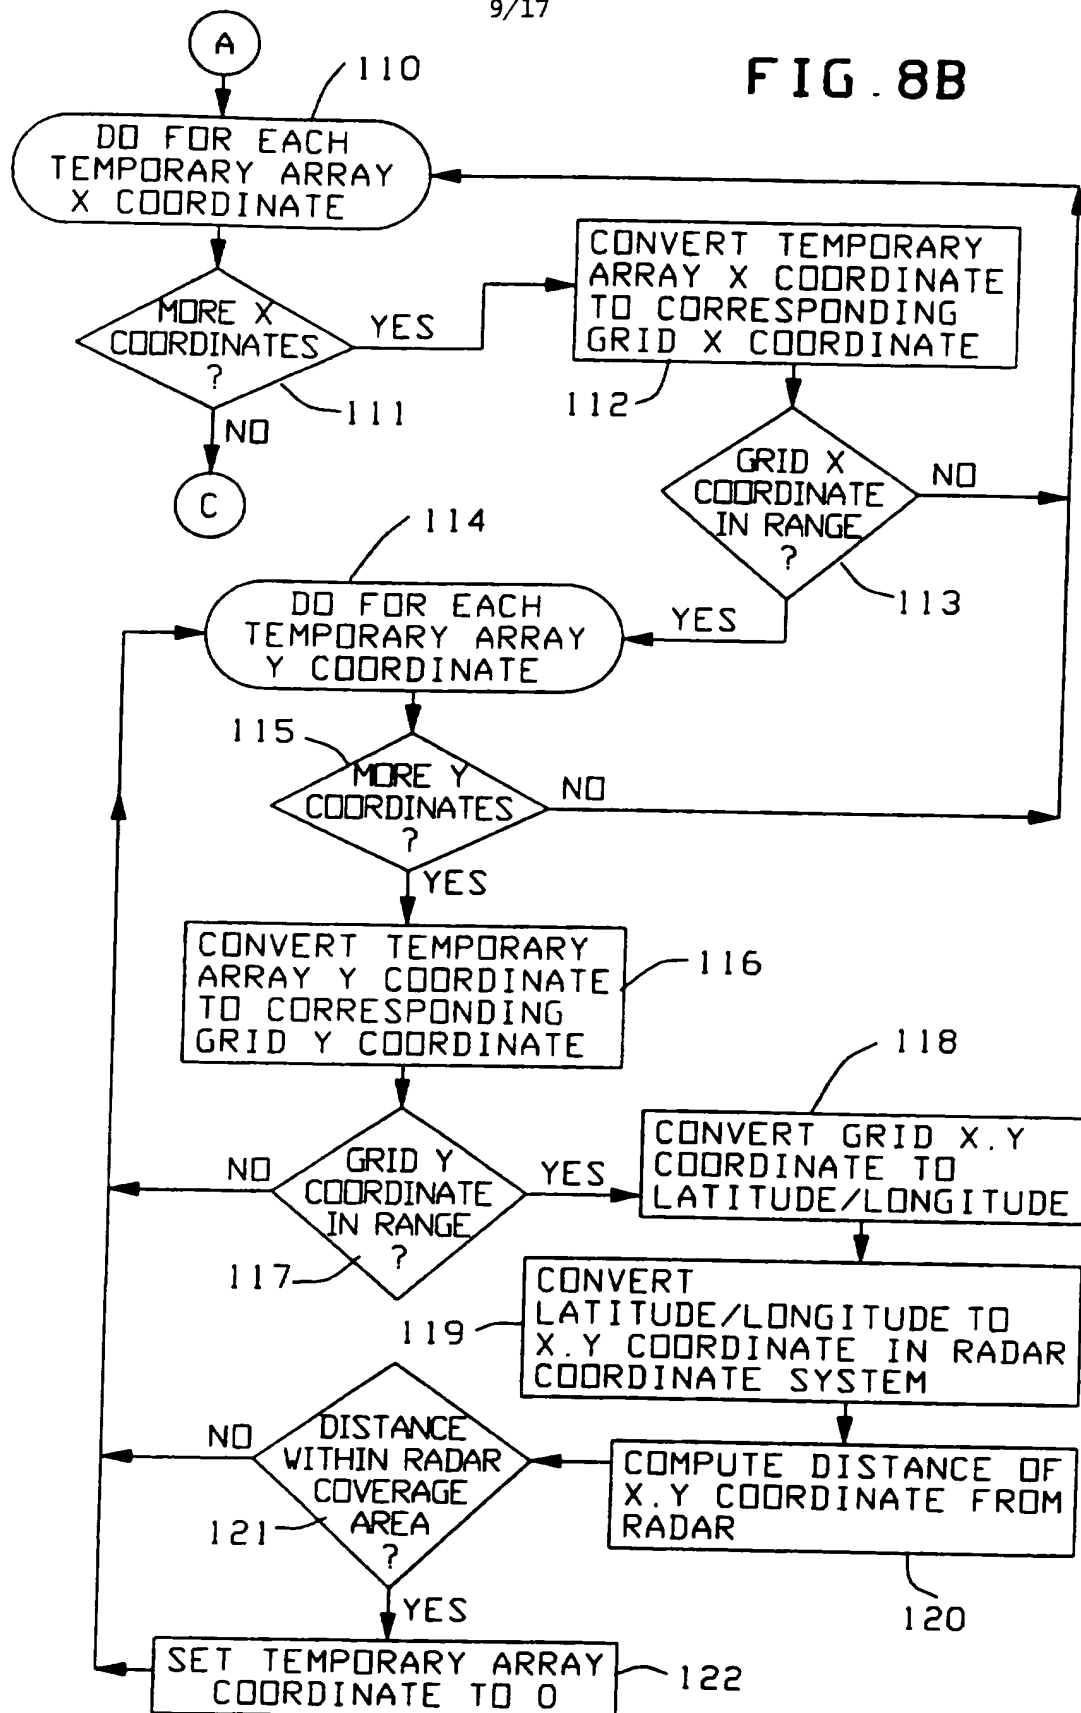 9/17
FIG.8B
A
110
DO FOR EACH
TEMPORARY ARRAY
X COORDINATE
MORE X
COORDINATES
?
YES
111
NO
C
CONVERT TEMPORARY
ARRAY X COORDINATE
TO CORRESPONDING
GRID X COORDINATE
112
GRID X
COORDINATE
IN RANGE
?
NO
113
YES
114
DO FOR EACH
TEMPORARY ARRAY
Y COORDINATE
115
MORE Y
COORDINATES
?
NO
YES
CONVERT TEMPORARY
ARRAY Y COORDINATE
TO CORRESPONDING
GRID Y COORDINATE
116
GRID Y
COORDINATE
IN RANGE
?
NO
YES
117
118
CONVERT GRID X.Y
COORDINATE TO
LATITUDE/LONGITUDE
CONVERT
LATITUDE/LONGITUDE TO
X.Y COORDINATE IN RADAR
COORDINATE SYSTEM
119
COMPUTE DISTANCE OF
X.Y COORDINATE FROM
RADAR
120
DISTANCE
WITHIN RADAR
COVERAGE
AREA
?
NO
121
YES
SET TEMPORARY ARRAY
COORDINATE TO 0
122